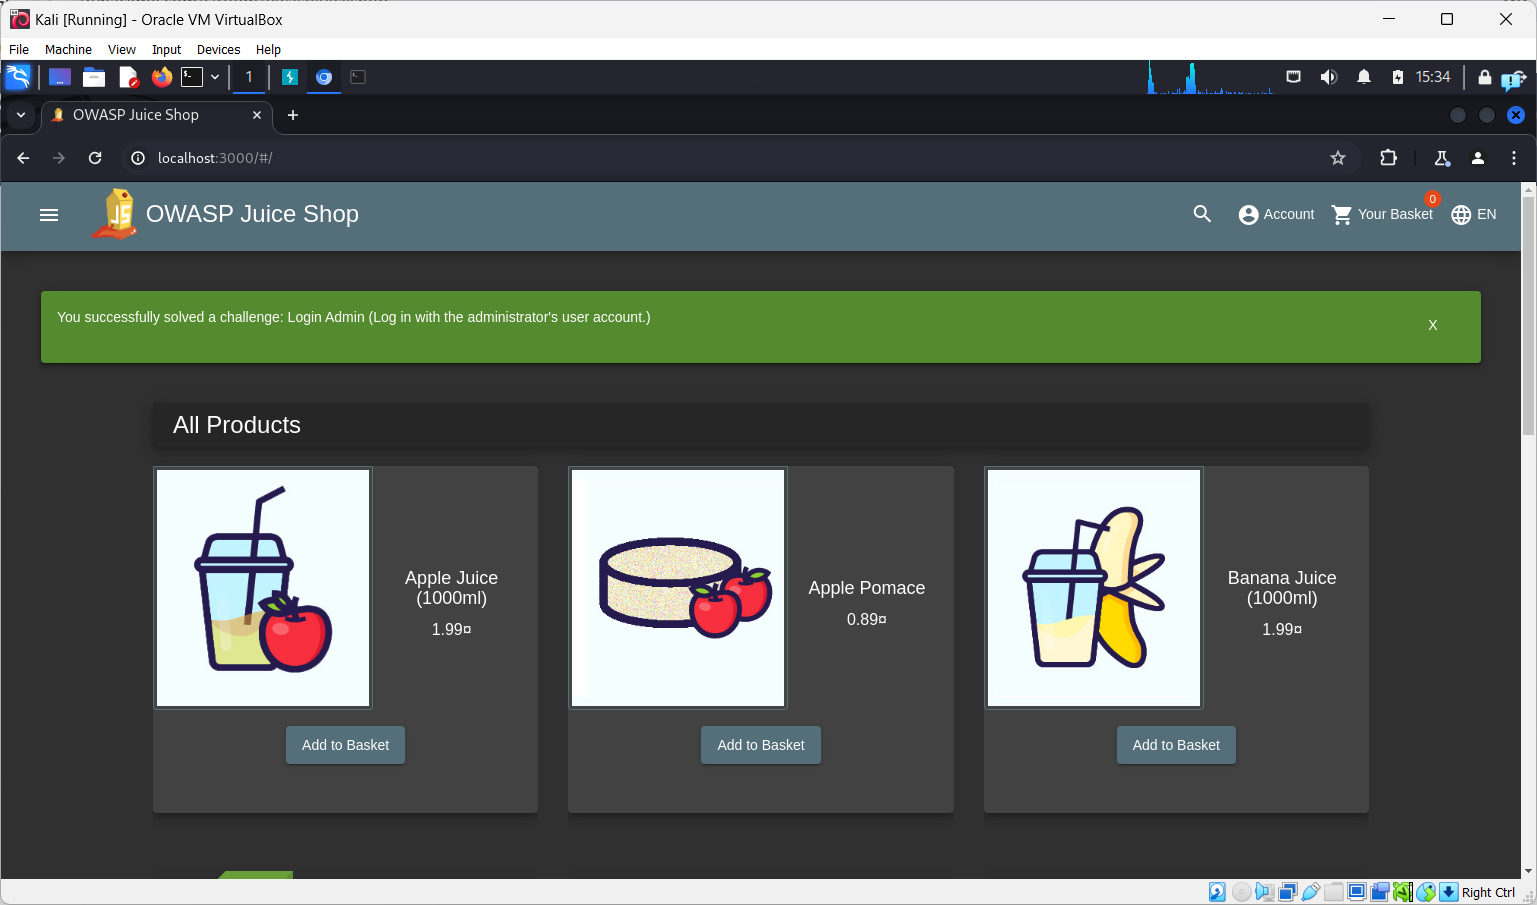 Kali [Running] - Oracle VM VirtualBox
File Machine View Input Devices Help
1
15:34
OWASP Juice Shop
localhost:3000/#/
JS
OWASP Juice Shop
Account
Your Basket
0
EN
You successfully solved a challenge: Login Admin (Log in with the administrator's user account.)
X
All Products
Apple Juice
(1000ml)
1.99¤
Add to Basket
Apple Pomace
0.89¤
Add to Basket
Banana Juice
(1000ml)
1.99¤
Add to Basket
Right Ctrl